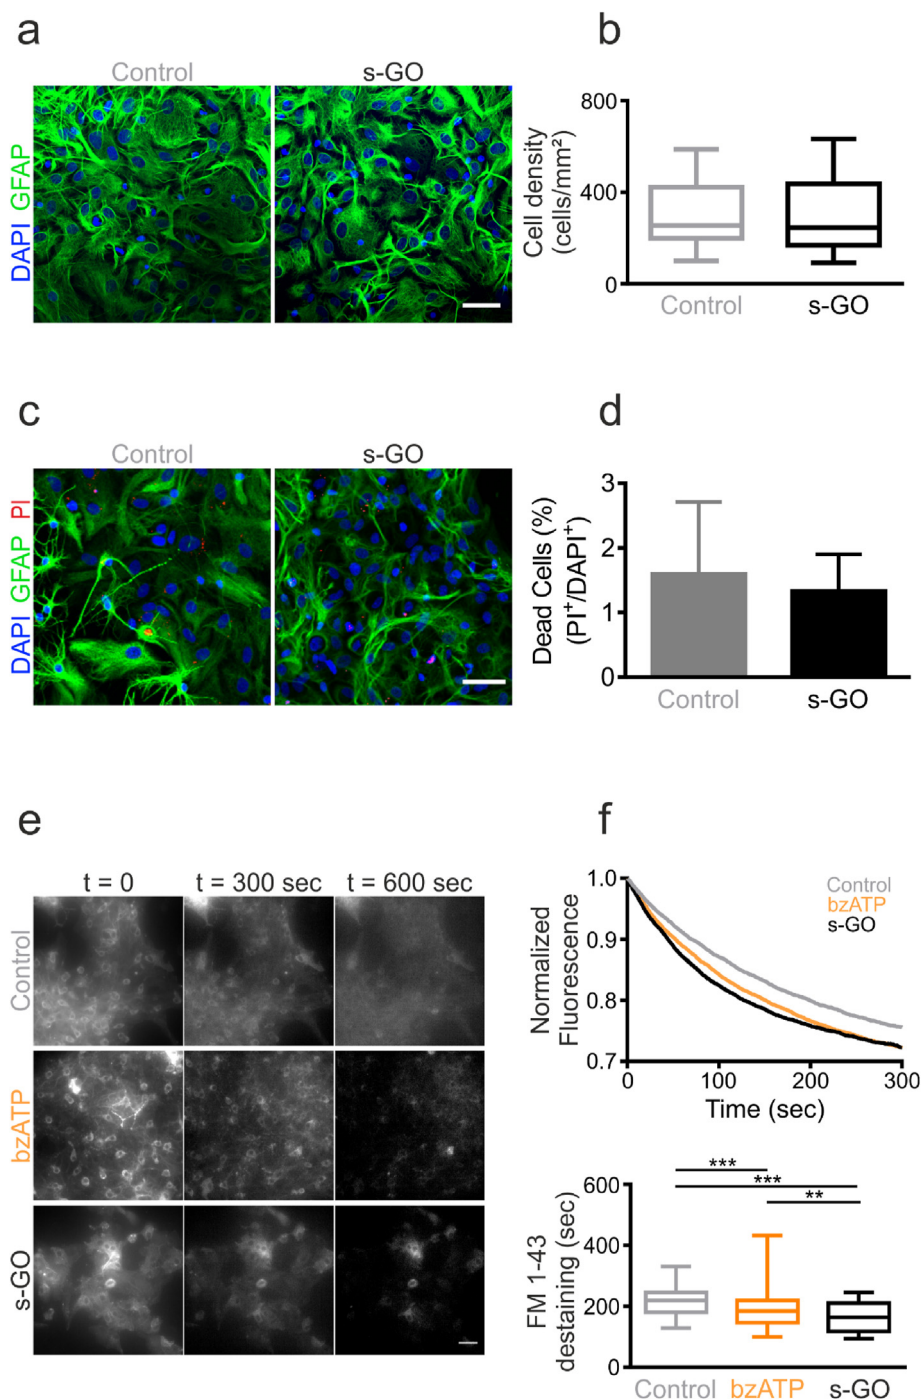 a
Control
s-GO
DAPI GFAP
b
Cell density
(cells/mm²)
800
400
0
Control
s-GO
c
Control
s-GO
DAPI GFAP PI
d
Dead Cells (%)
(PI⁺/DAPI⁺)
3
2
1
0
Control
s-GO
e
t = 0
t = 300 sec
t = 600 sec
Control
bzATP
s-GO
f
Normalized
Fluorescence
1.0
0.9
0.8
0.7
Control
bzATP
s-GO
0
100
200
300
Time (sec)
***
***
**
FM 1-43
destaining (sec)
600
400
200
0
Control
bzATP
s-GO